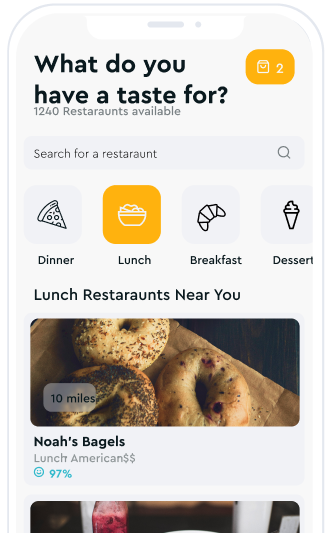 What do you
2
have a taste for?
1240 Restaraunts available
Search for a restaraunt
Dinner Lunch Breakfast Dessert
Lunch Restaraunts Near You
10 miles
Noah's Bagels
Lunch American$$
97%